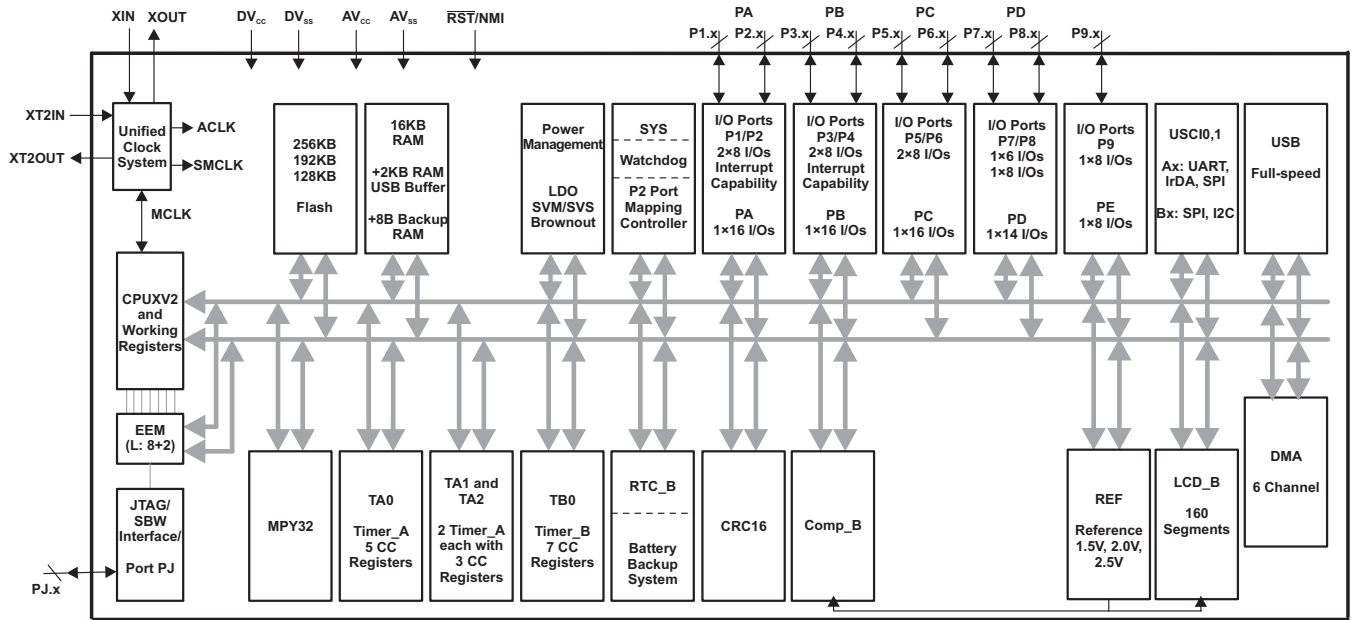 XIN XOUT DVCC DVSS AVCC AVSS RST/NMI PA PB PC PD
P1.x P2.x P3.x P4.x P5.x P6.x P7.x P8.x P9.x
XT2IN
XT2OUT
Unified
Clock
System
ACLK
SMCLK
MCLK
256KB
192KB
128KB
Flash
16KB
RAM
+2KB RAM
USB Buffer
+8B Backup
RAM
Power
Management
LDO
SVM/SVS
Brownout
SYS
Watchdog
P2 Port
Mapping
Controller
I/O Ports
P1/P2
2×8 I/Os
Interrupt
Capability
PA
1×16 I/Os
I/O Ports
P3/P4
2×8 I/Os
Interrupt
Capability
PB
1×16 I/Os
I/O Ports
P5/P6
2×8 I/Os
PC
1×16 I/Os
I/O Ports
P7/P8
1×6 I/Os
1×8 I/Os
PD
1×14 I/Os
I/O Ports
P9
1×8 I/Os
PE
1×8 I/Os
USCI0,1
Ax: UART,
IrDA, SPI
Bx: SPI, I2C
USB
Full-speed
CPUXV2
and
Working
Registers
EEM
(L: 8+2)
JTAG/
SBW
Interface/
Port PJ
PJ.x
MPY32
TA0
Timer_A
5 CC
Registers
TA1 and
TA2
2 Timer_A
each with
3 CC
Registers
TB0
Timer_B
7 CC
Registers
RTC_B
Battery
Backup
System
CRC16
Comp_B
REF
Reference
1.5V, 2.0V,
2.5V
LCD_B
160
Segments
DMA
6 Channel